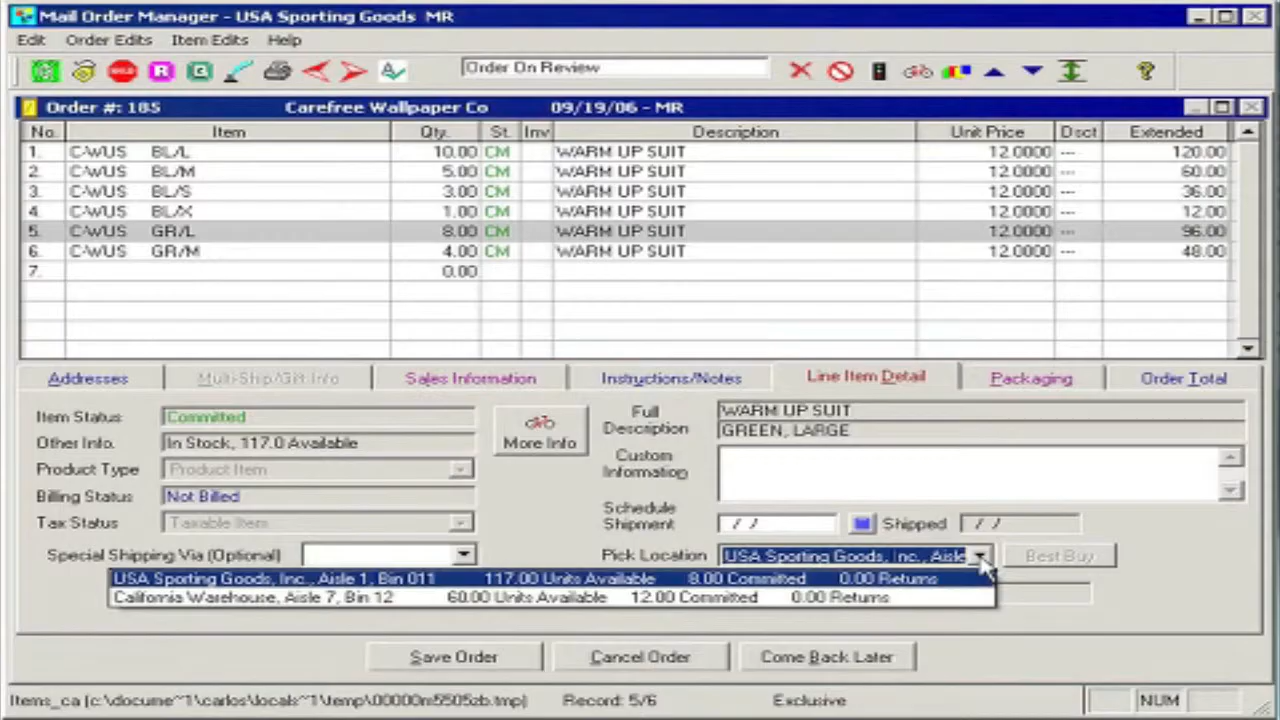 Mail Order Manager - USA Sporting Goods MR
Edit Order Edits Item Edits Help
Order On Review
Order #: 185 Carefree Wallpaper Co 09/19/06 - MR
No. Item Qty. St. Inv Description Unit Price Dsct Extended
1. C-WUS BL/L 10.00 CM WARM UP SUIT 12.0000 --- 120.00
2. C-WUS BL/M 5.00 CM WARM UP SUIT 12.0000 --- 60.00
3. C-WUS BL/S 3.00 CM WARM UP SUIT 12.0000 --- 36.00
4. C-WUS BL/X 1.00 CM WARM UP SUIT 12.0000 --- 12.00
5. C-WUS GR/L 8.00 CM WARM UP SUIT 12.0000 --- 96.00
6. C-WUS GR/M 4.00 CM WARM UP SUIT 12.0000 --- 48.00
7. 0.00
Addresses Multi-Ship/Gift Info Sales Information Instructions/Notes Line Item Detail Packaging Order Total
Item Status Committed
Other Info. In Stock, 117.0 Available
Product Type Product Item
Billing Status Not Billed
Tax Status Taxable Item
Special Shipping Via (Optional)
More Info
Full Description WARM UP SUIT
GREEN, LARGE
Custom Information
Schedule Shipment / / Shipped / /
Pick Location USA Sporting Goods, Inc., Aisle Best Buy
USA Sporting Goods, Inc., Aisle 1, Bin 011 117.00 Units Available 8.00 Committed 0.00 Returns
California Warehouse, Aisle 7, Bin 12 60.00 Units Available 12.00 Committed 0.00 Returns
Save Order Cancel Order Come Back Later
Items_ca (c:\docume~1\carlos\locals~1\temp\00000m5505zb.tmp) Record: 5/6 Exclusive NUM